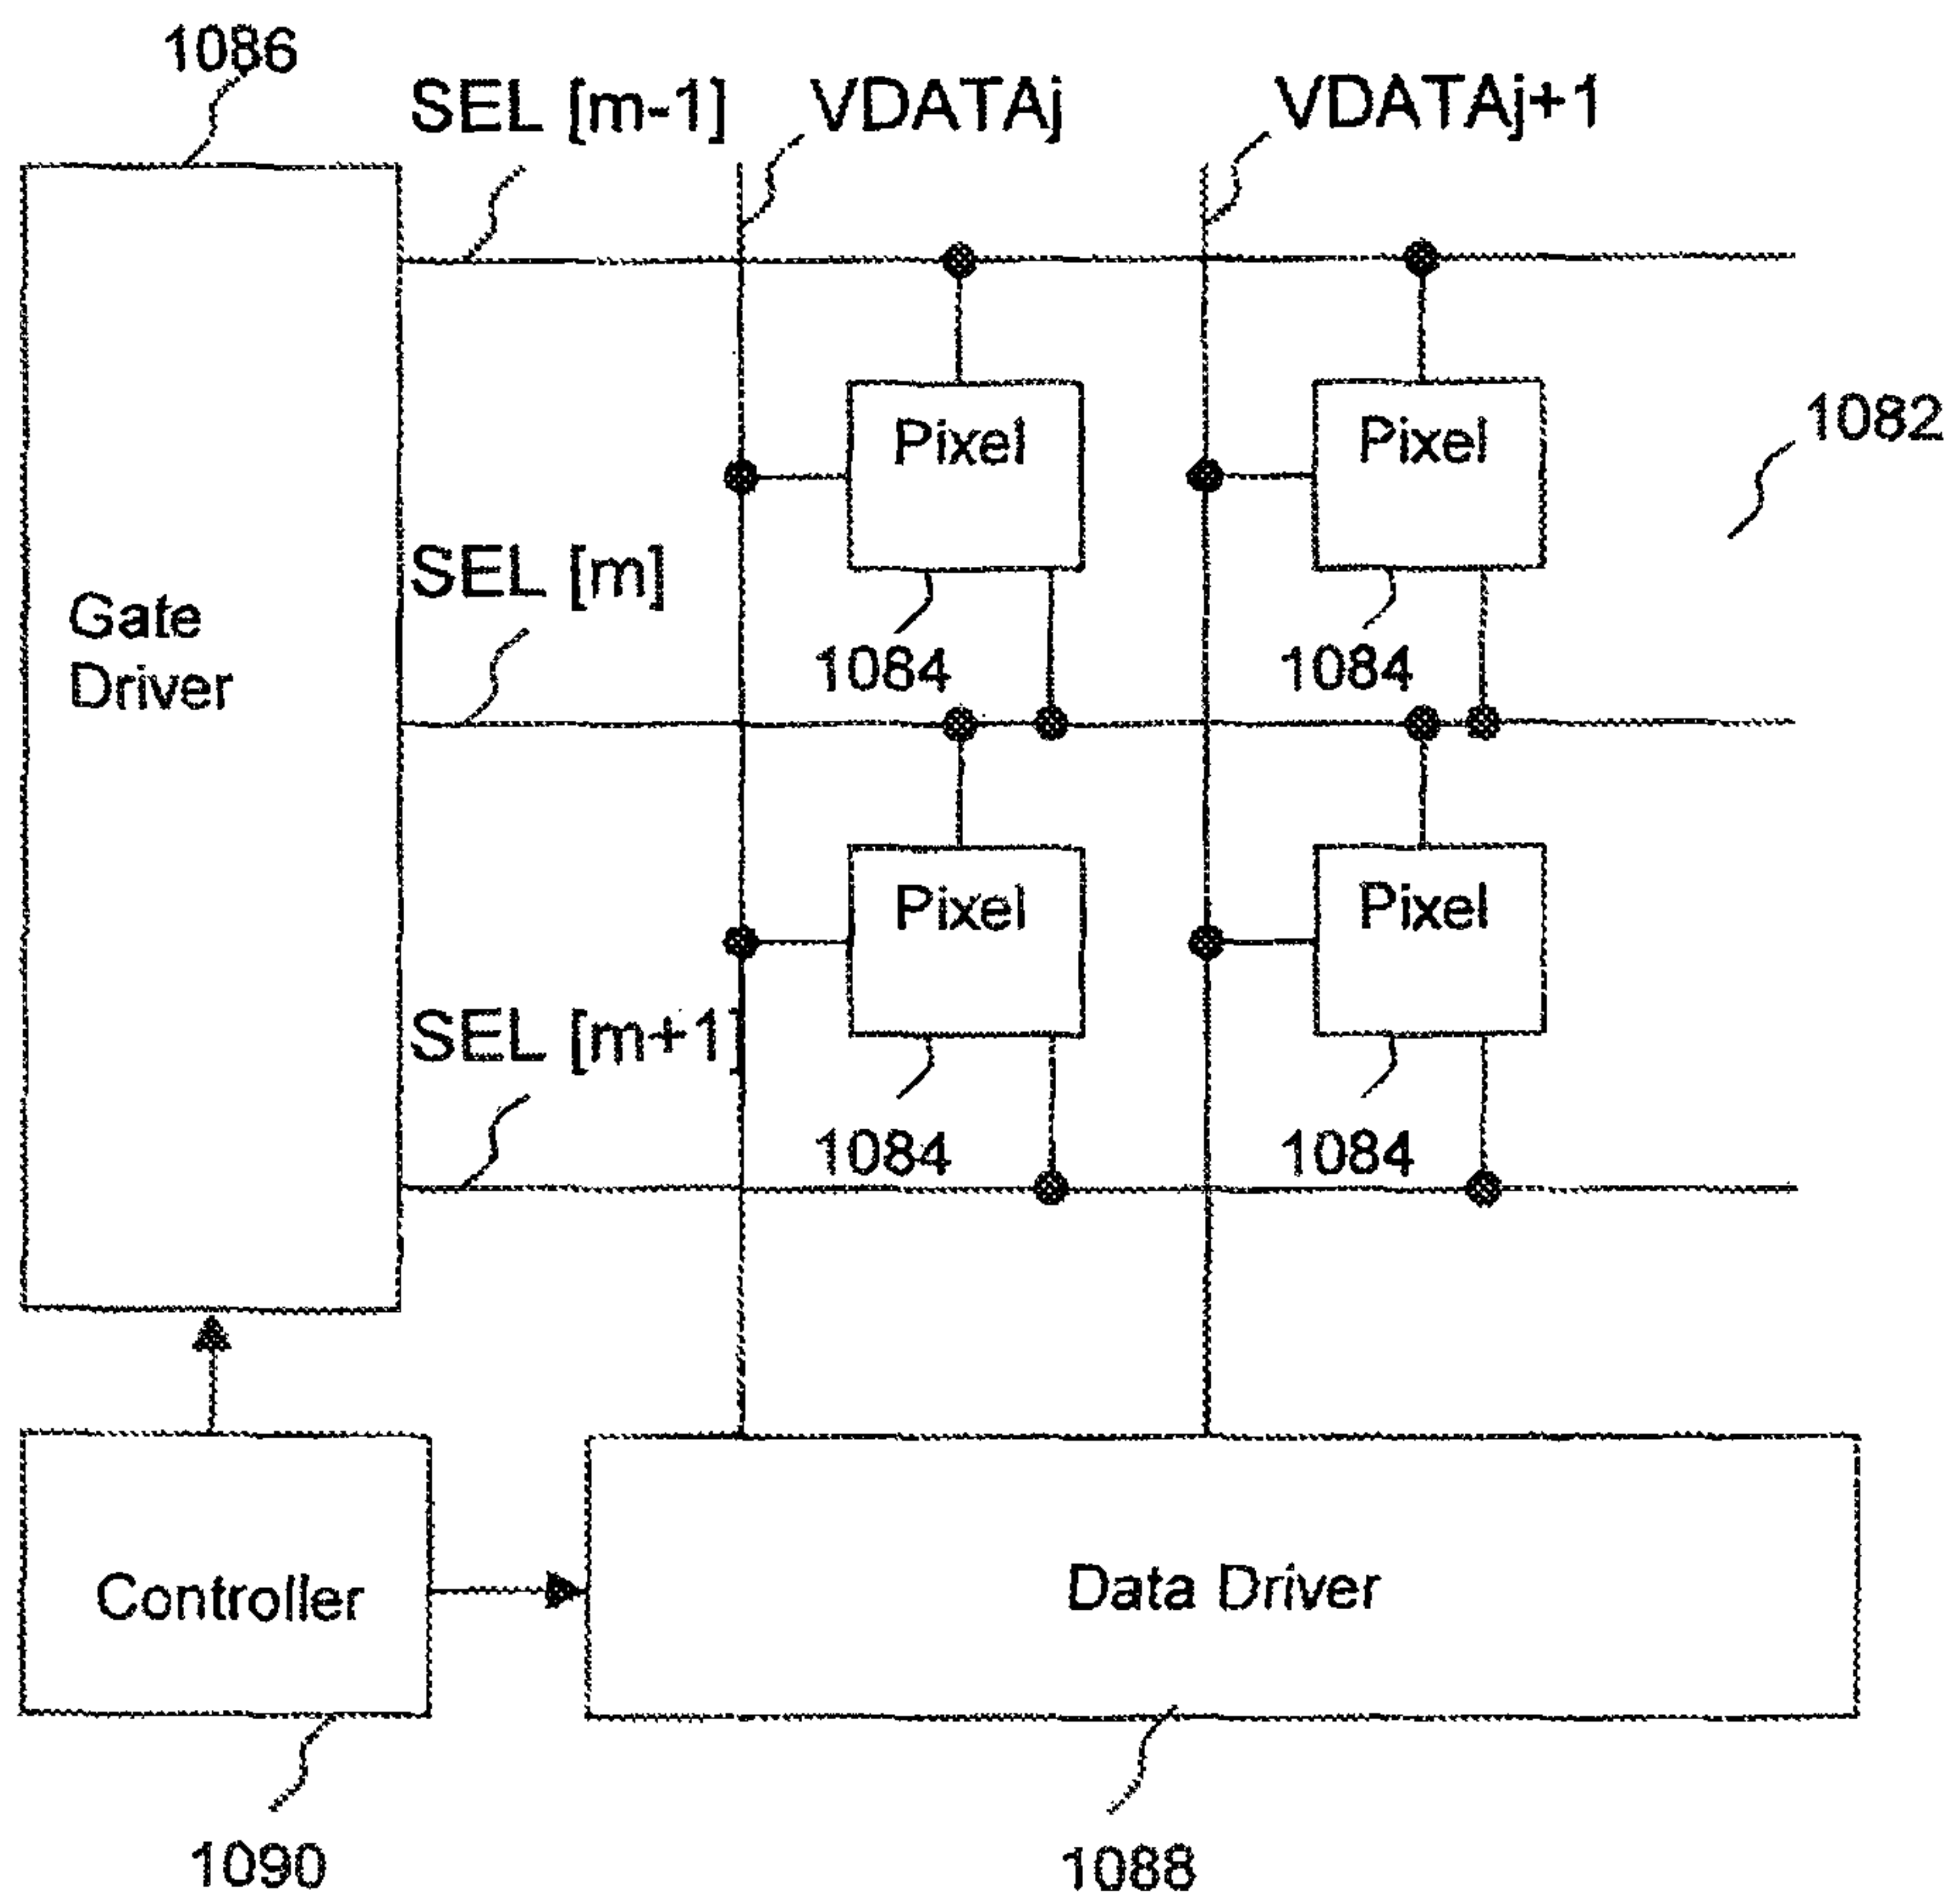 1086
SEL [m-1]
VDATAj
VDATAj+1
Pixel
Pixel
1082
SEL [m]
Gate
Driver
1084
1084
Pixel
Pixel
SEL [m+1]
1084
1084
Controller
Data Driver
1090
1088